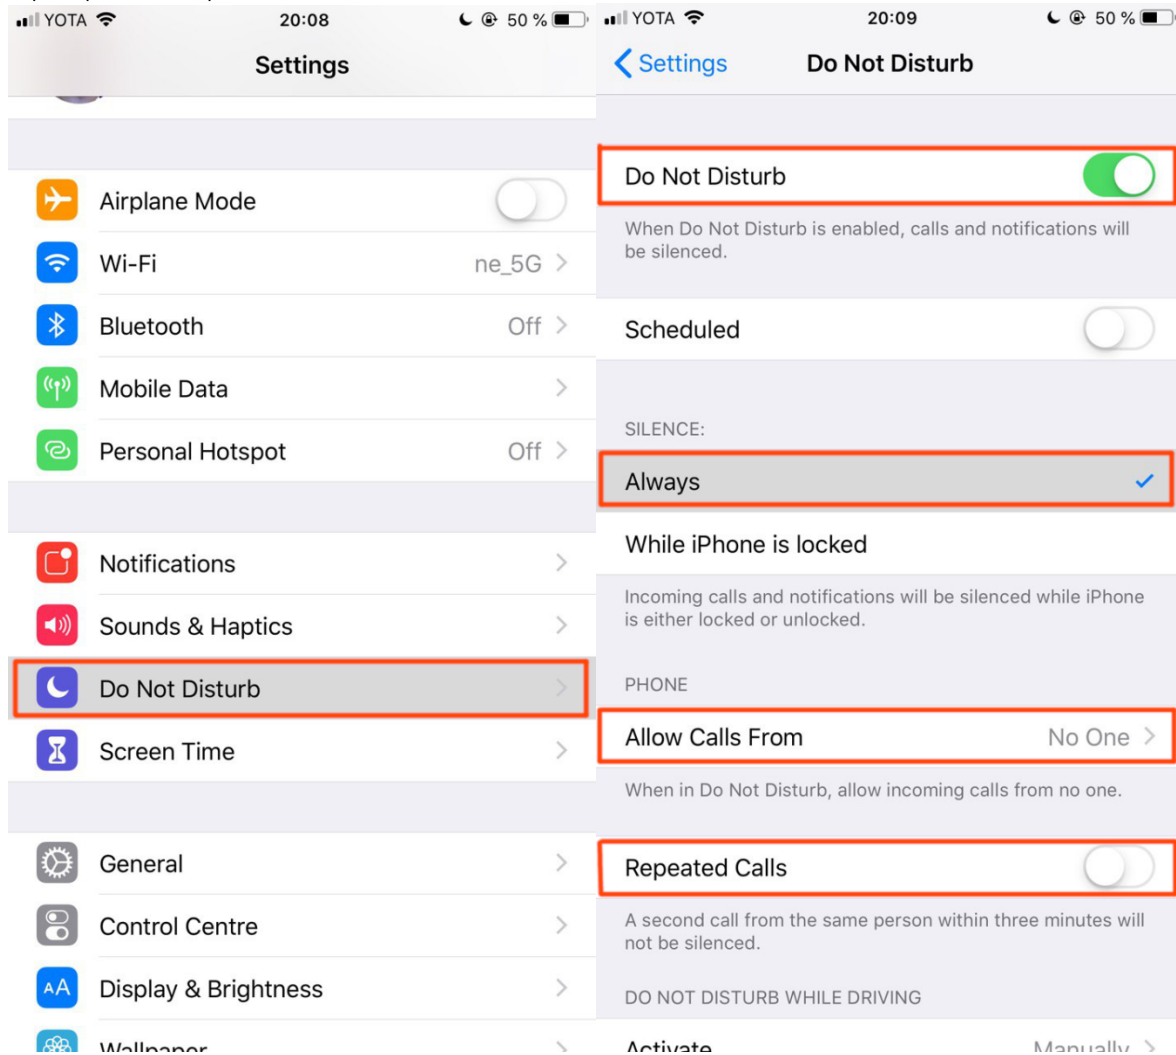 YOTA 20:08 50 %
Settings
Airplane Mode
Wi-Fi ne_5G
Bluetooth Off
Mobile Data
Personal Hotspot Off
Notifications
Sounds & Haptics
Do Not Disturb
Screen Time
General
Control Centre
AA Display & Brightness
Wallpaper
YOTA 20:09 50 %
Settings Do Not Disturb
Do Not Disturb
When Do Not Disturb is enabled, calls and notifications will
be silenced.
Scheduled
SILENCE:
Always
While iPhone is locked
Incoming calls and notifications will be silenced while iPhone
is either locked or unlocked.
PHONE
Allow Calls From No One
When in Do Not Disturb, allow incoming calls from no one.
Repeated Calls
A second call from the same person within three minutes will
not be silenced.
DO NOT DISTURB WHILE DRIVING
Activate Manually